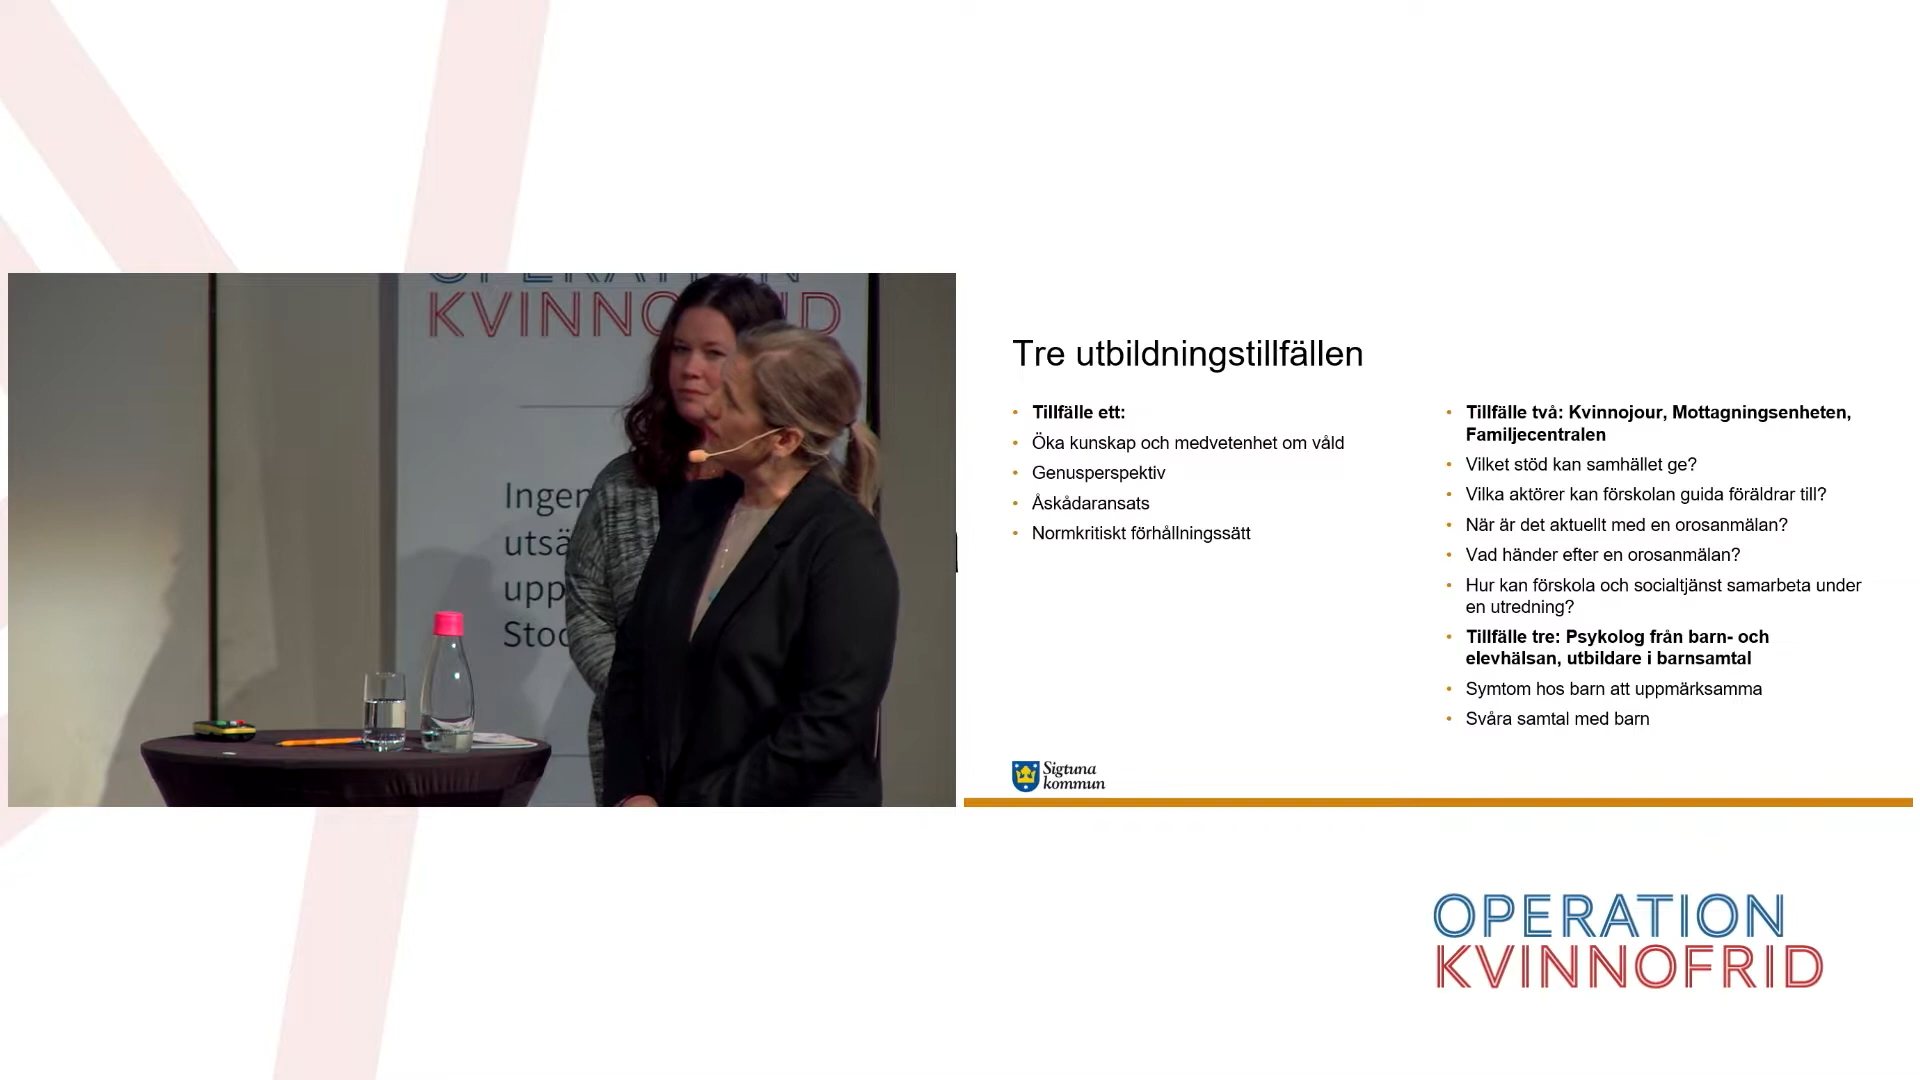 OPERATION
KVINNOFRID
Ingen
utsä
upp
Stoc
Tre utbildningstillfällen
• Tillfälle ett:
• Öka kunskap och medvetenhet om våld
• Genusperspektiv
• Åskådaransats
• Normkritiskt förhållningssätt
• Tillfälle två: Kvinnojour, Mottagningsenheten,
Familjecentralen
• Vilket stöd kan samhället ge?
• Vilka aktörer kan förskolan guida föräldrar till?
• När är det aktuellt med en orosanmälan?
• Vad händer efter en orosanmälan?
• Hur kan förskola och socialtjänst samarbeta under
en utredning?
• Tillfälle tre: Psykolog från barn- och
elevhälsan, utbildare i barnsamtal
• Symtom hos barn att uppmärksamma
• Svåra samtal med barn
Sigtuna
kommun
OPERATION
KVINNOFRID